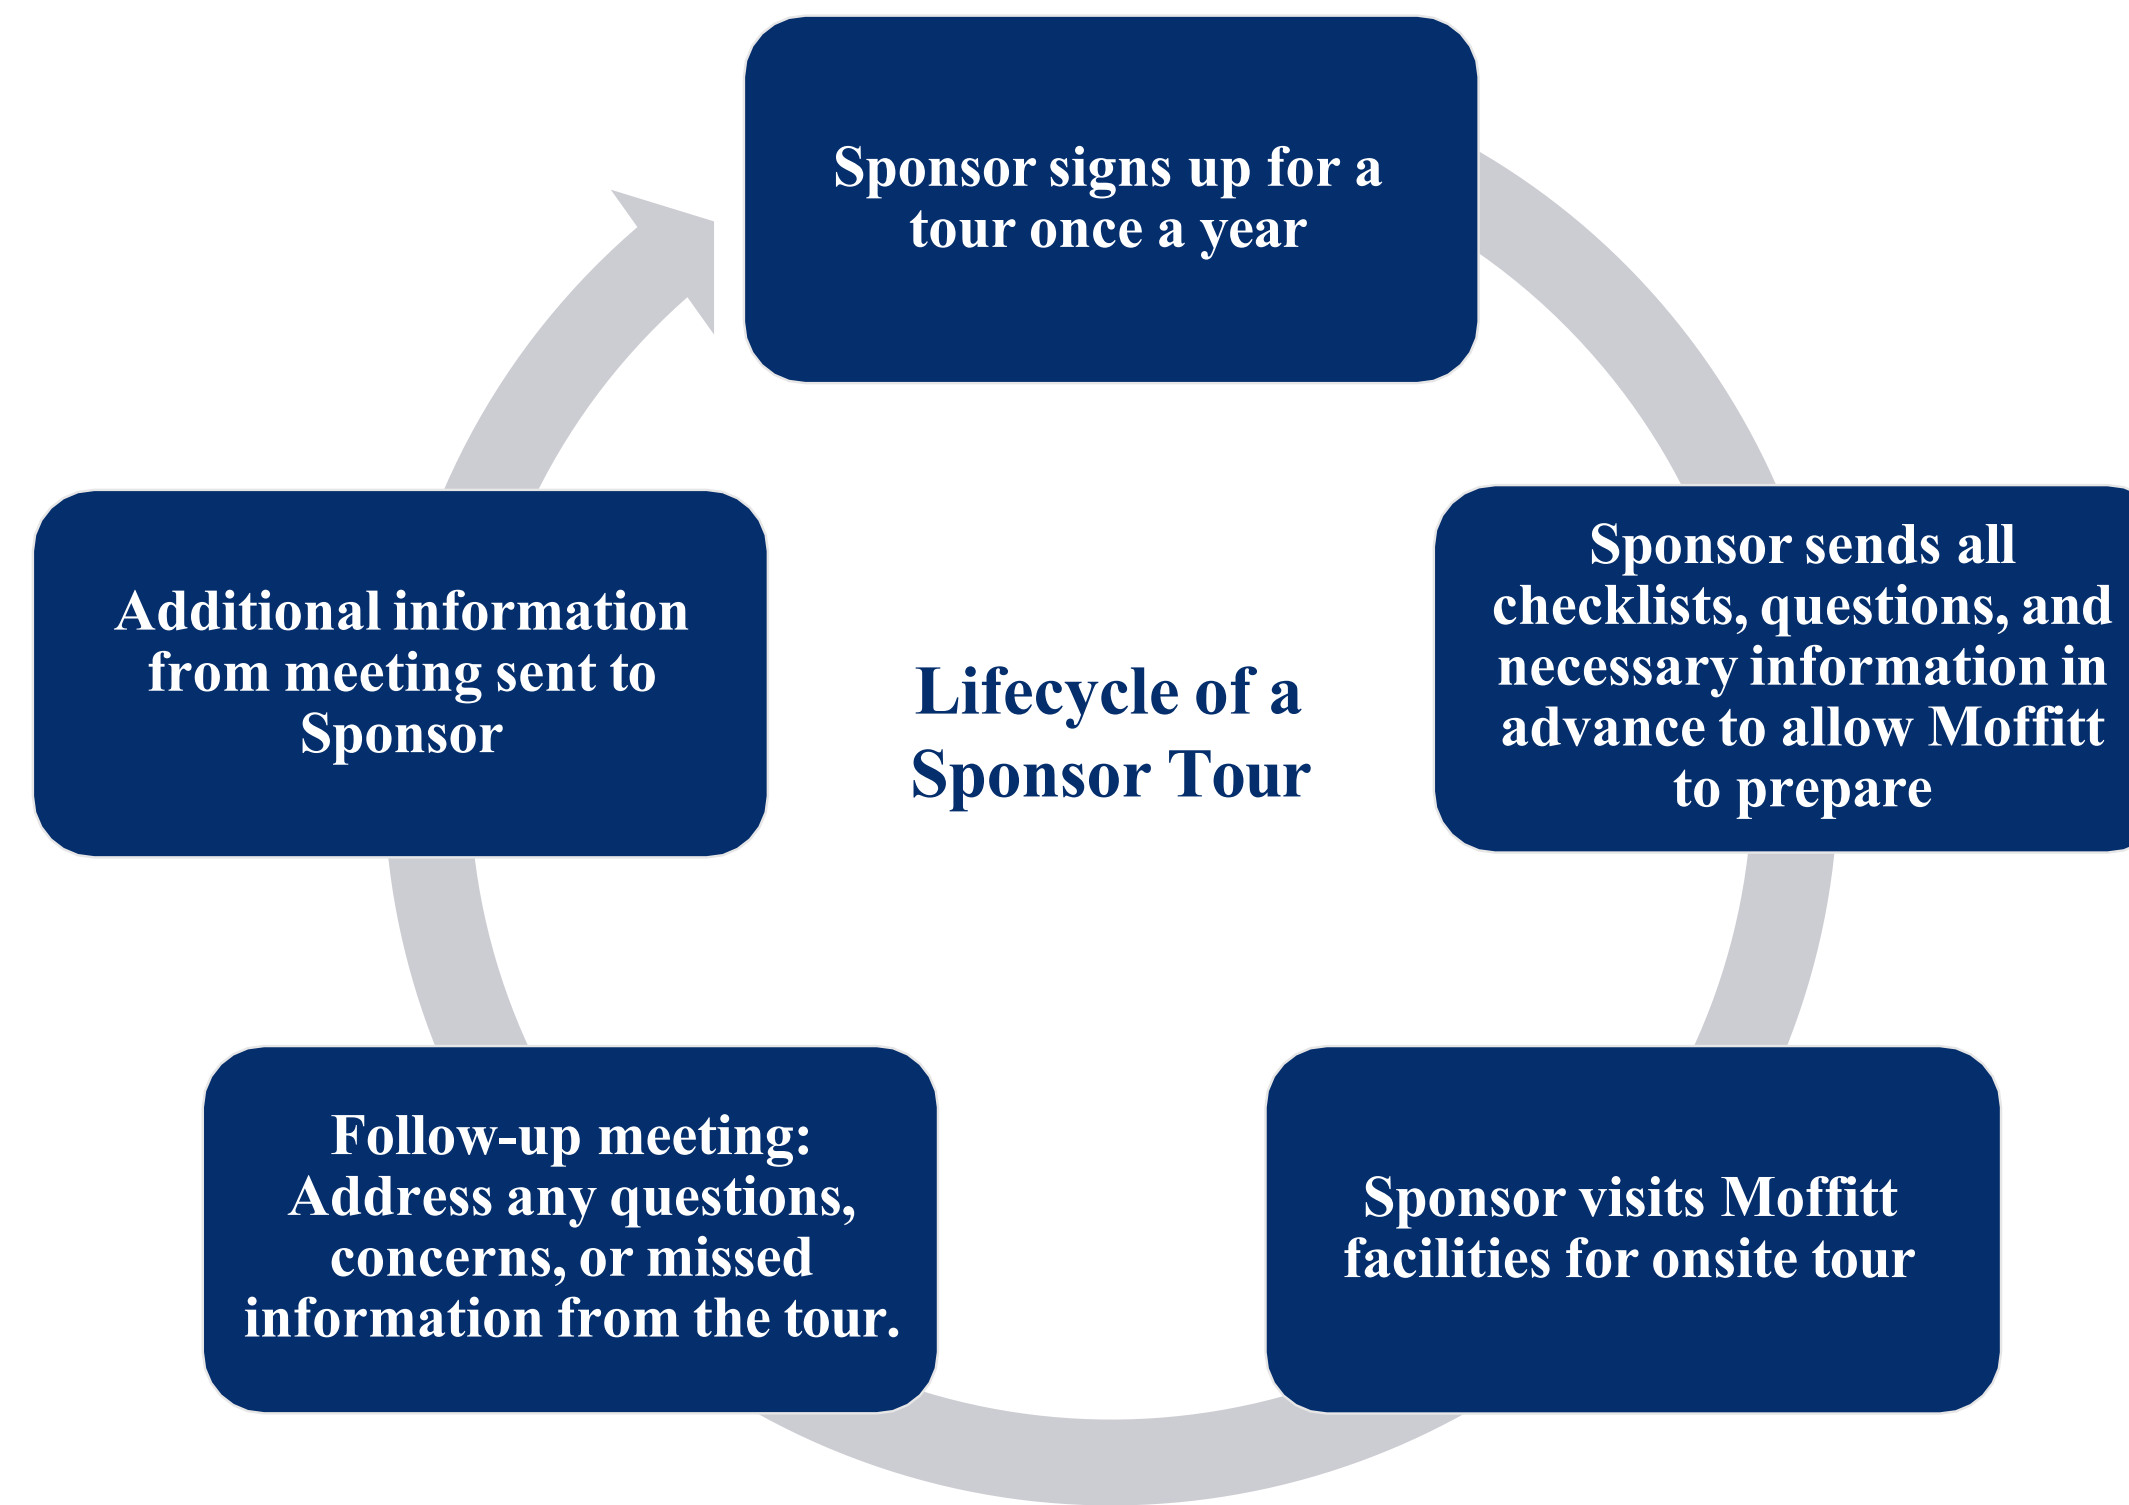 Sponsor signs up for a
tour once a year
Sponsor sends all
checklists, questions, and
necessary information in
advance to allow Moffitt
to prepare
Sponsor visits Moffitt
facilities for onsite tour
Follow-up meeting:
Address any questions,
concerns, or missed
information from the tour.
Additional information
from meeting sent to
Sponsor
Lifecycle of a
Sponsor Tour